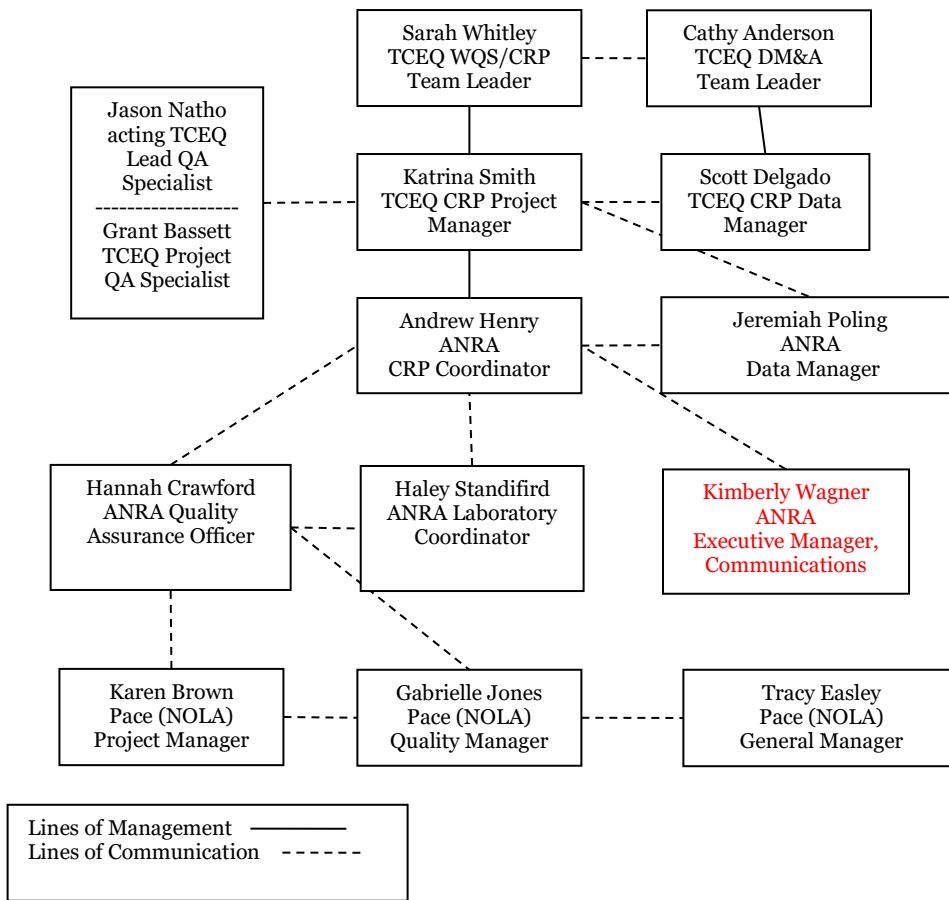 Sarah Whitley
TCEQ WQS/CRP
Team Leader
Cathy Anderson
TCEQ DM&A
Team Leader
Jason Natho
acting TCEQ
Lead QA
Specialist
-----------------------
Grant Bassett
TCEQ Project
QA Specialist
Katrina Smith
TCEQ CRP Project
Manager
Scott Delgado
TCEQ CRP Data
Manager
Andrew Henry
ANRA
CRP Coordinator
Jeremiah Poling
ANRA
Data Manager
Hannah Crawford
ANRA Quality
Assurance Officer
Haley Standifird
ANRA Laboratory
Coordinator
Kimberly Wagner
ANRA
Executive Manager,
Communications
Karen Brown
Pace (NOLA)
Project Manager
Gabrielle Jones
Pace (NOLA)
Quality Manager
Tracy Easley
Pace (NOLA)
General Manager
Lines of Management
Lines of Communication